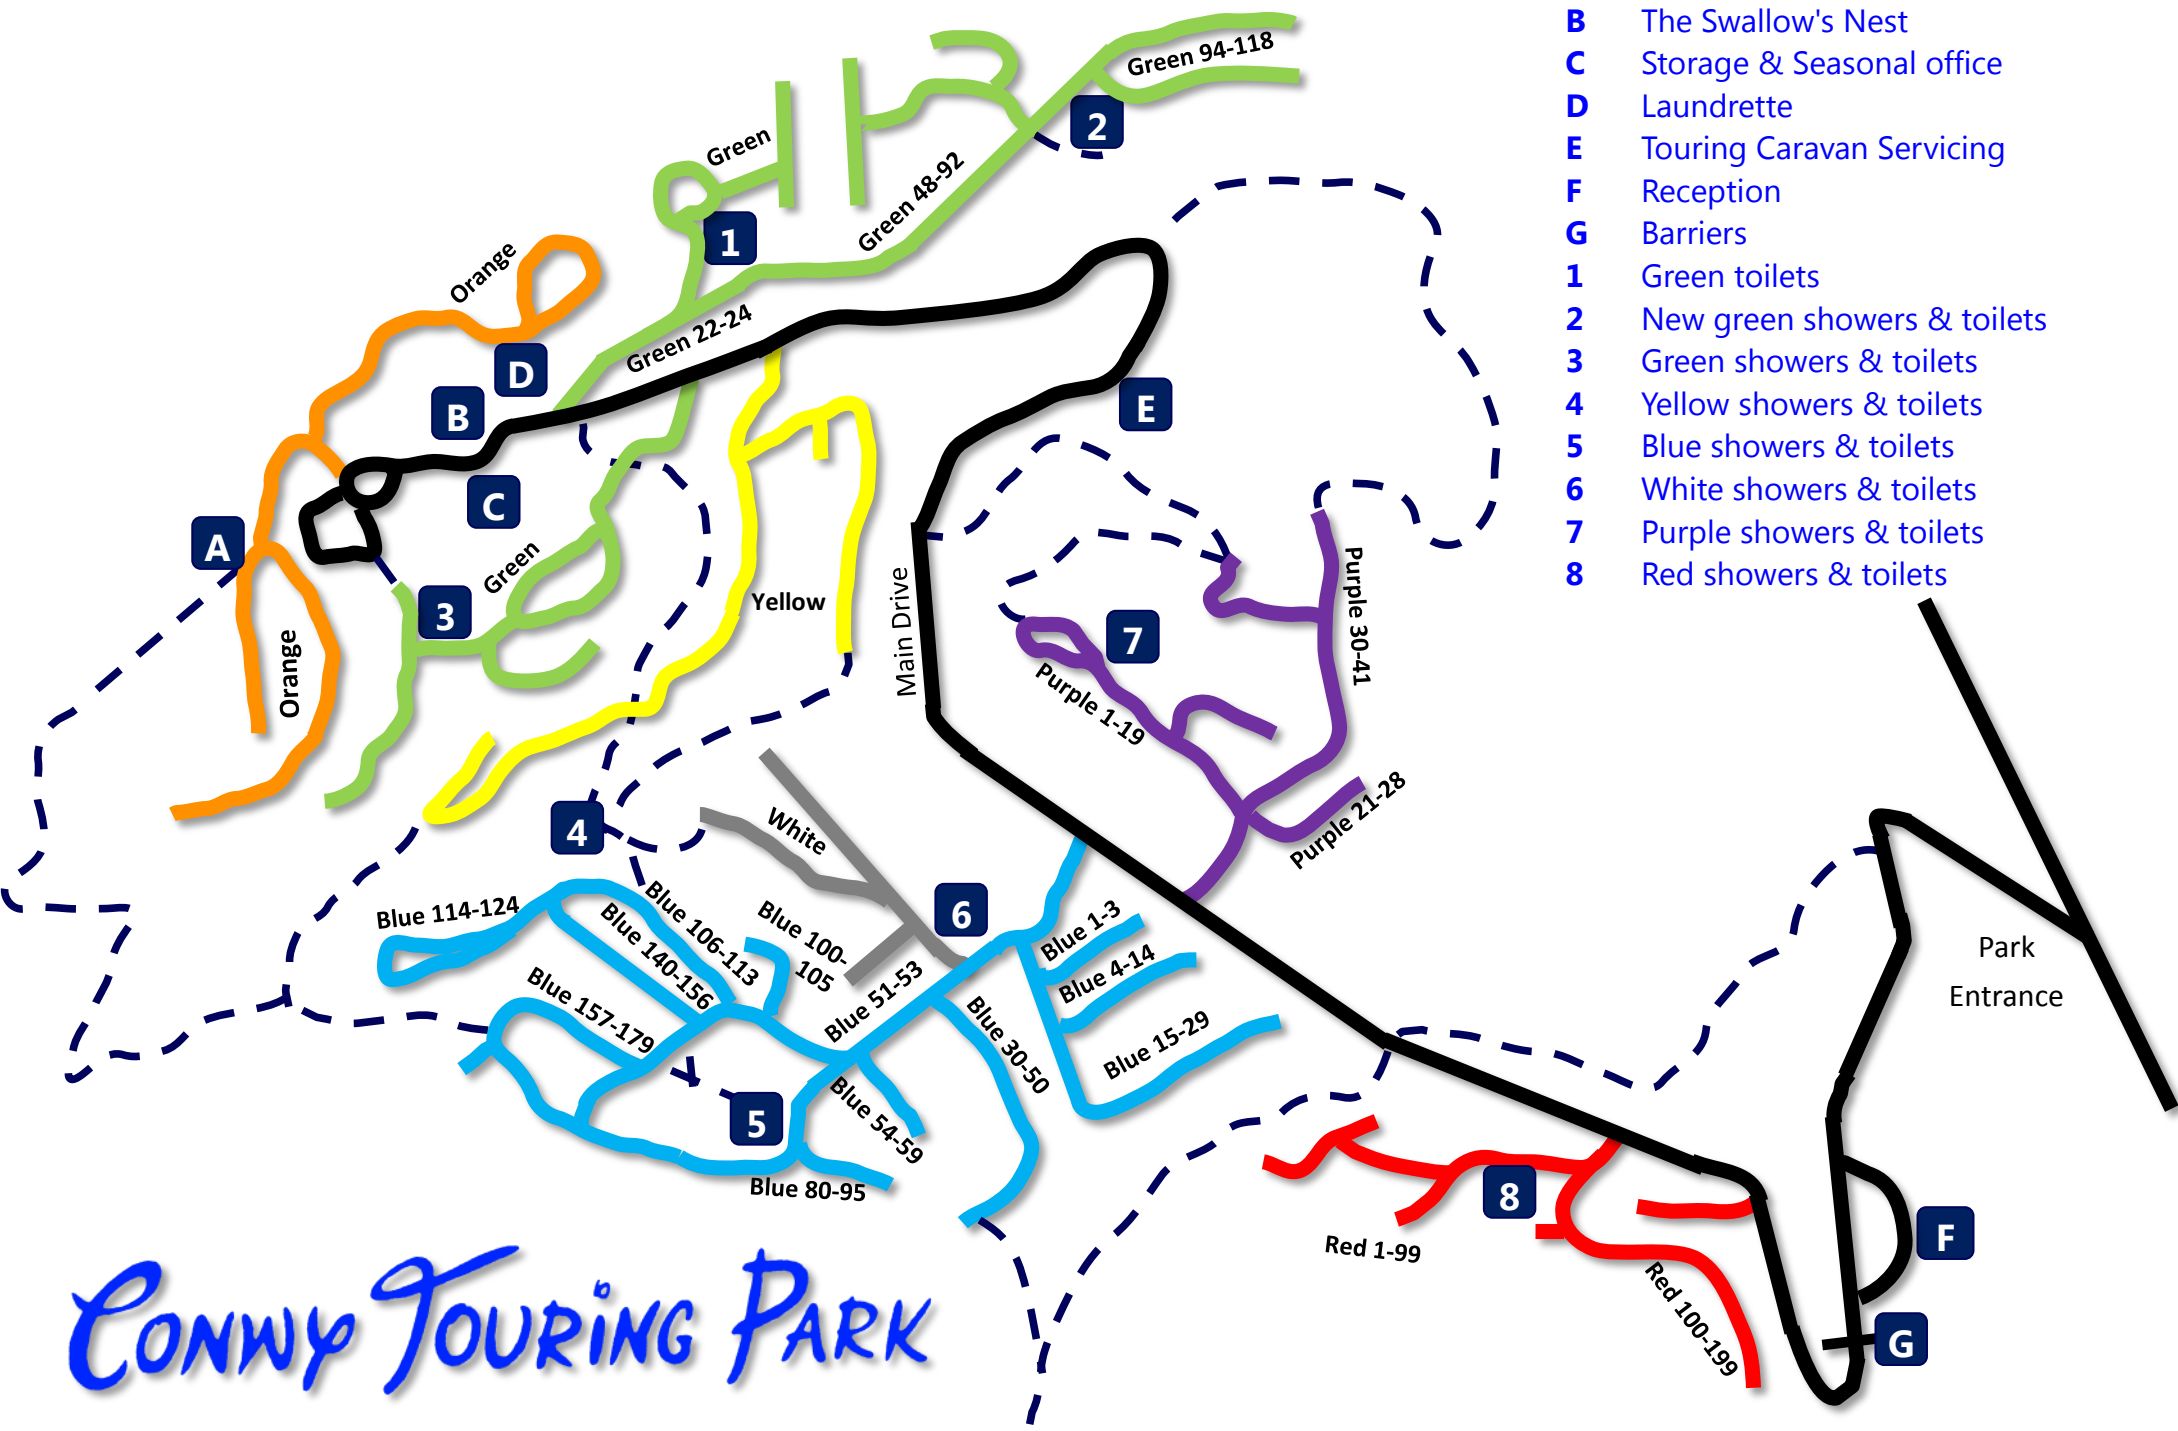 B The Swallow's Nest
C Storage & Seasonal office
D Laundrette
E Touring Caravan Servicing
F Reception
G Barriers
1 Green toilets
2 New green showers & toilets
3 Green showers & toilets
4 Yellow showers & toilets
5 Blue showers & toilets
6 White showers & toilets
7 Purple showers & toilets
8 Red showers & toilets
Green 94-118
2
Green
Green 48-92
1
Orange
Green 22-24
D
B
E
C
A
Green
3
Yellow
Main Drive
Orange
7
Purple 30-41
Purple 1-19
Purple 21-28
4
White
6
Blue 114-124
Blue 106-113
Blue 140-156
Blue 100-
105
Blue 1-3
Blue 4-14
Blue 51-53
Blue 157-179
Blue 30-50
Blue 15-29
5
Blue 54-59
Blue 80-95
Park
Entrance
8
Red 1-99
Red 100-199
F
G
Conwy Touring Park